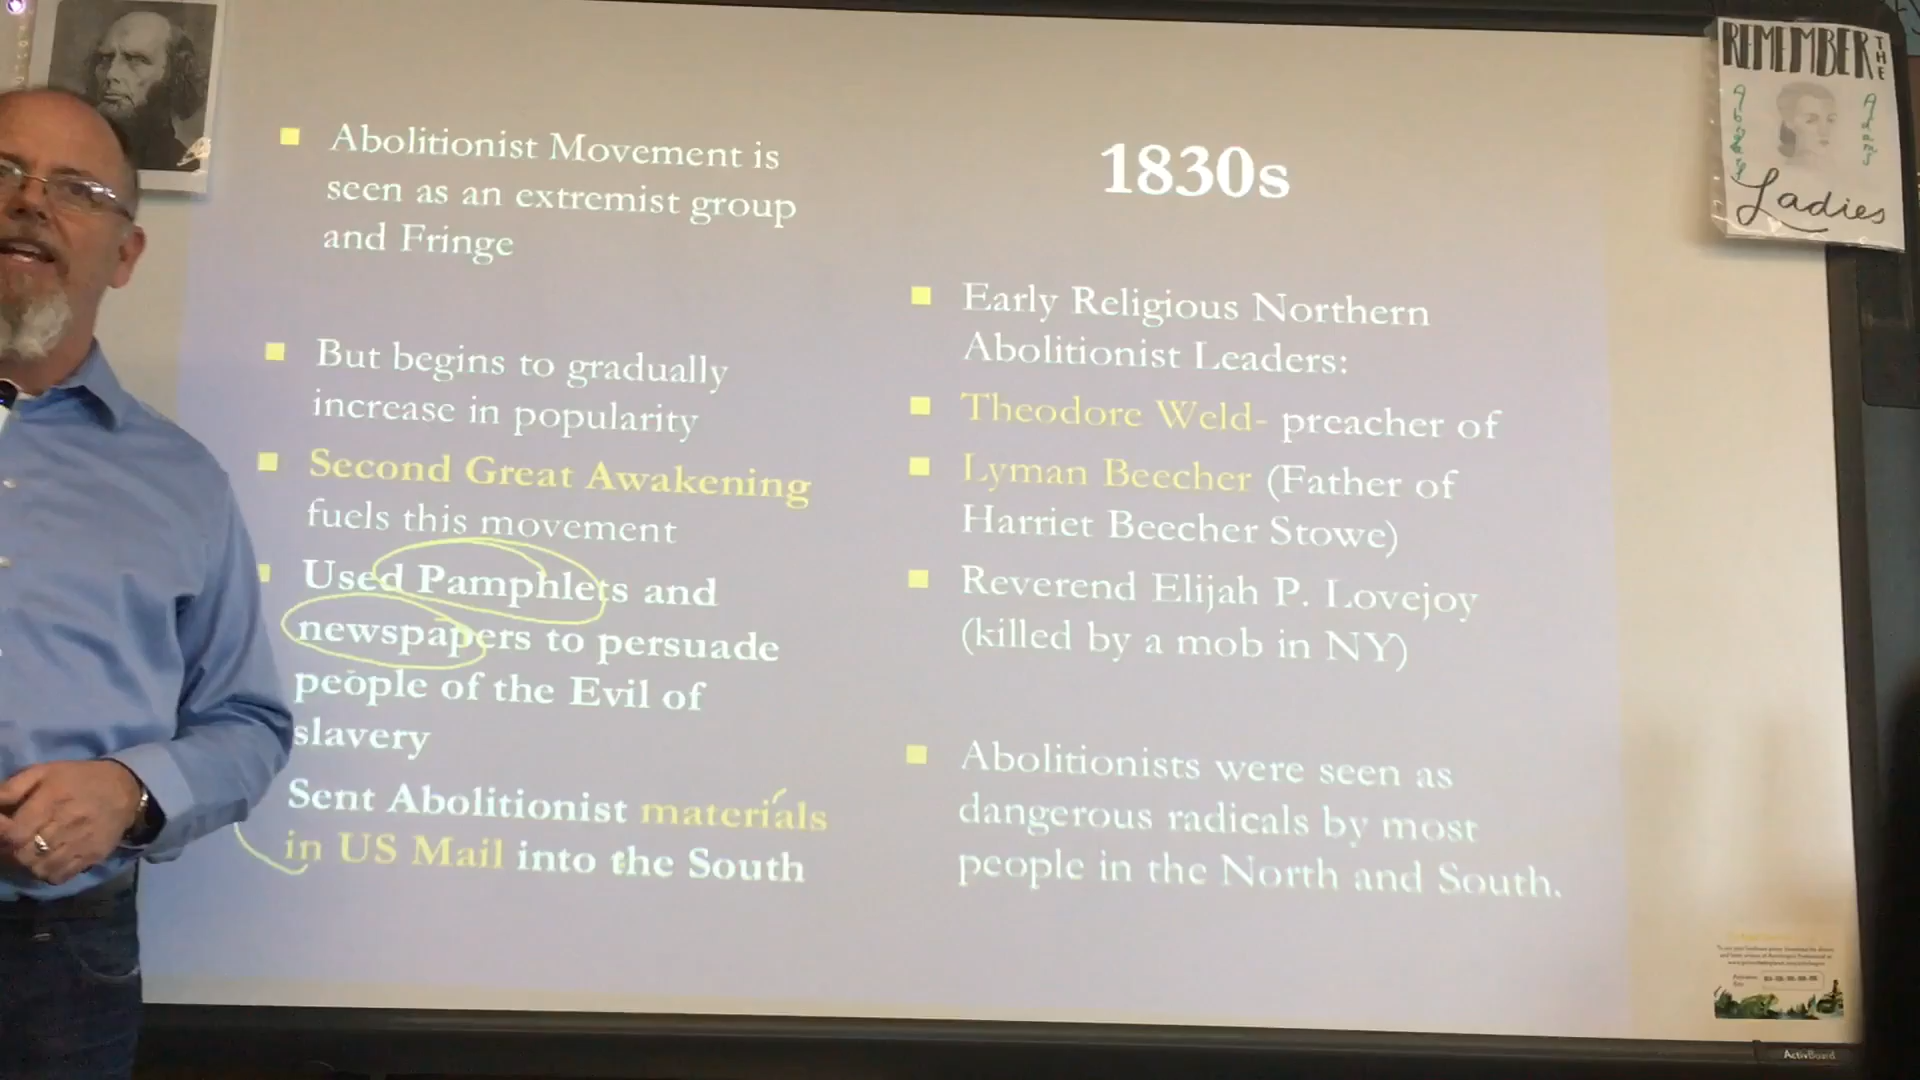 Abolitionist Movement is
seen as an extremist group
and Fringe
But begins to gradually
increase in popularity
Second Great Awakening
fuels this movement
Used Pamphlets and
newspapers to persuade
people of the Evil of
slavery
Sent Abolitionist materials
in US Mail into the South
1830s
Early Religious Northern
Abolitionist Leaders:
Theodore Weld- preacher of
Lyman Beecher (Father of
Harriet Beecher Stowe)
Reverend Elijah P. Lovejoy
(killed by a mob in NY)
Abolitionists were seen as
dangerous radicals by most
people in the North and South.
REMEMBER THE
Abigail
Adams
Ladies
ActivBoard